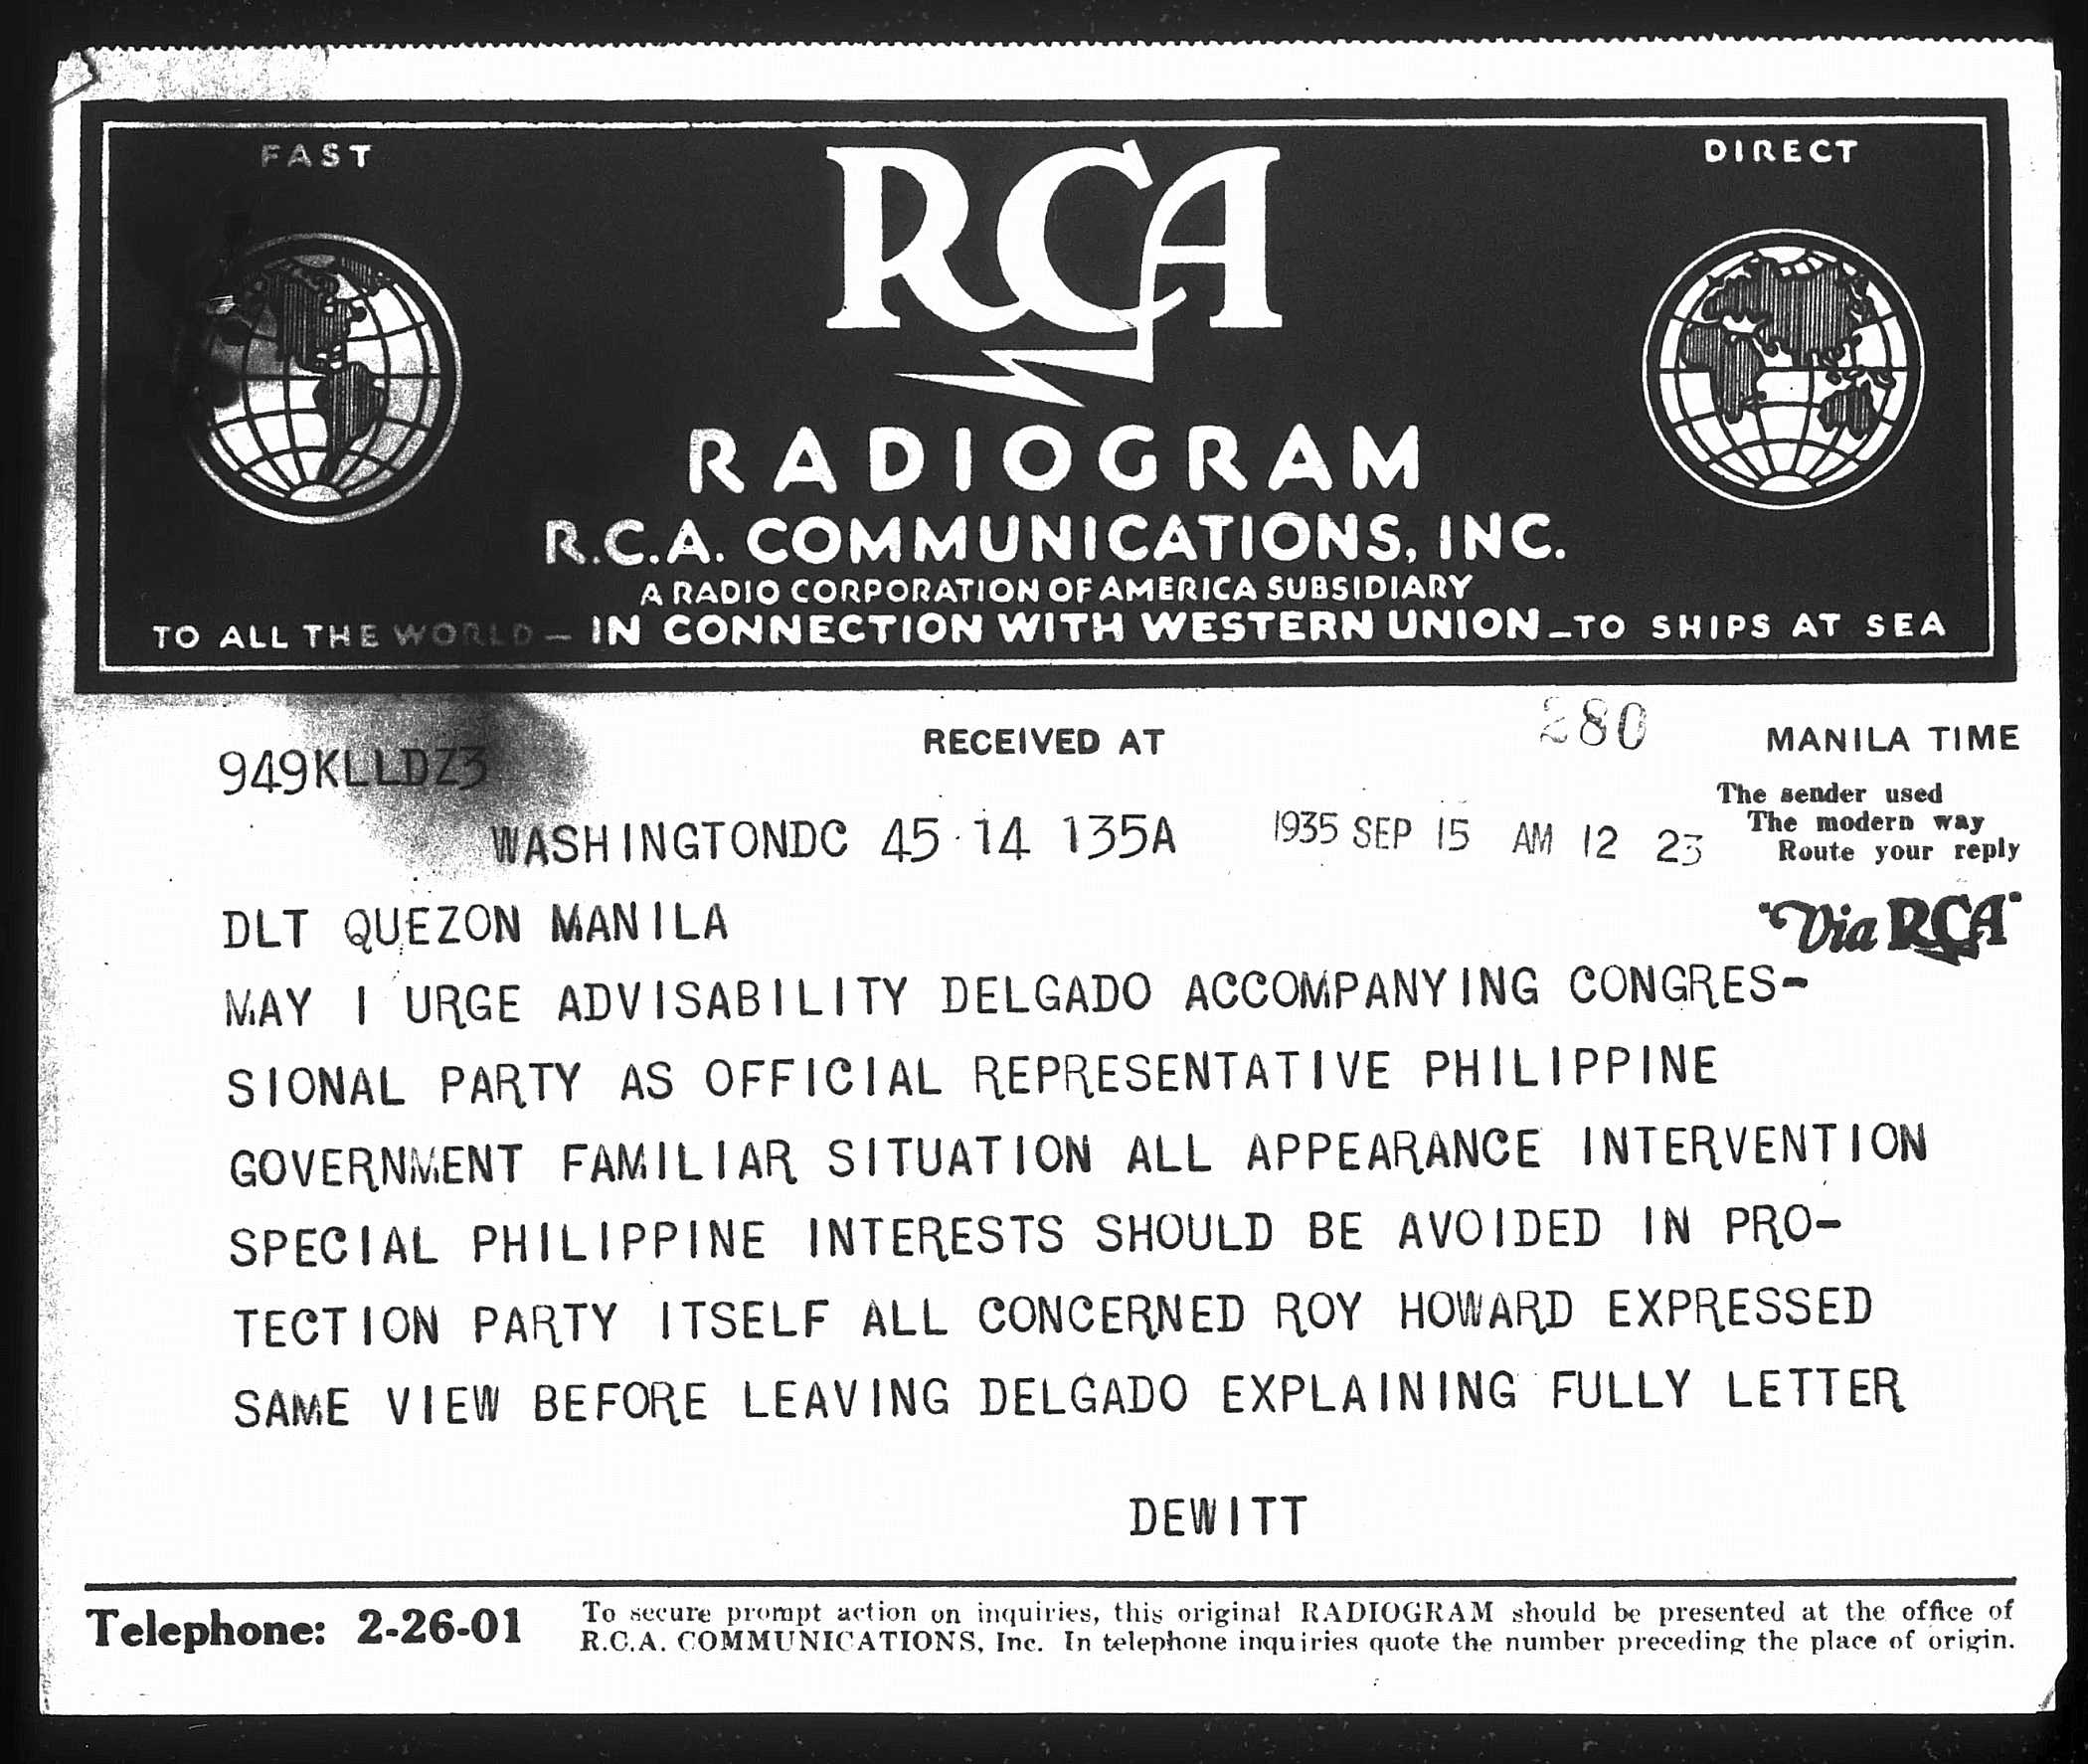 FAST
DIRECT
RCA
RADIOGRAM
R.C.A. COMMUNICATIONS, INC.
A RADIO CORPORATION OF AMERICA SUBSIDIARY
TO ALL THE WORLD — IN CONNECTION WITH WESTERN UNION — TO SHIPS AT SEA
280
RECEIVED AT
MANILA TIME
949KLLDZ3
The sender used
The modern way
Route your reply
WASHINGTONDC 45 14 135A 1935 SEP 15 AM 12 23
"Via RCA"
DLT QUEZON MANILA
MAY I URGE ADVISABILITY DELGADO ACCOMPANYING CONGRES-
SIONAL PARTY AS OFFICIAL REPRESENTATIVE PHILIPPINE
GOVERNMENT FAMILIAR SITUATION ALL APPEARANCE INTERVENTION
SPECIAL PHILIPPINE INTERESTS SHOULD BE AVOIDED IN PRO-
TECTION PARTY ITSELF ALL CONCERNED ROY HOWARD EXPRESSED
SAME VIEW BEFORE LEAVING DELGADO EXPLAINING FULLY LETTER
DEWITT
Telephone: 2-26-01
To secure prompt action on inquiries, this original RADIOGRAM should be presented at the office of
R.C.A. COMMUNICATIONS, Inc. In telephone inquiries quote the number preceding the place of origin.